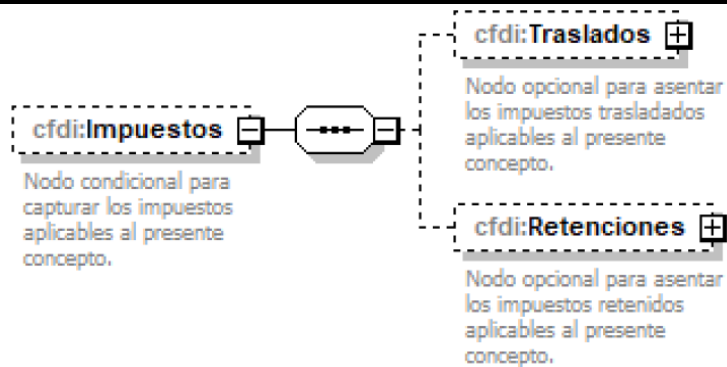 cfdi:Impuestos
Nodo condicional para
capturar los impuestos
aplicables al presente
concepto.
cfdi:Traslados
Nodo opcional para asentar
los impuestos trasladados
aplicables al presente
concepto.
cfdi:Retenciones
Nodo opcional para asentar
los impuestos retenidos
aplicables al presente
concepto.